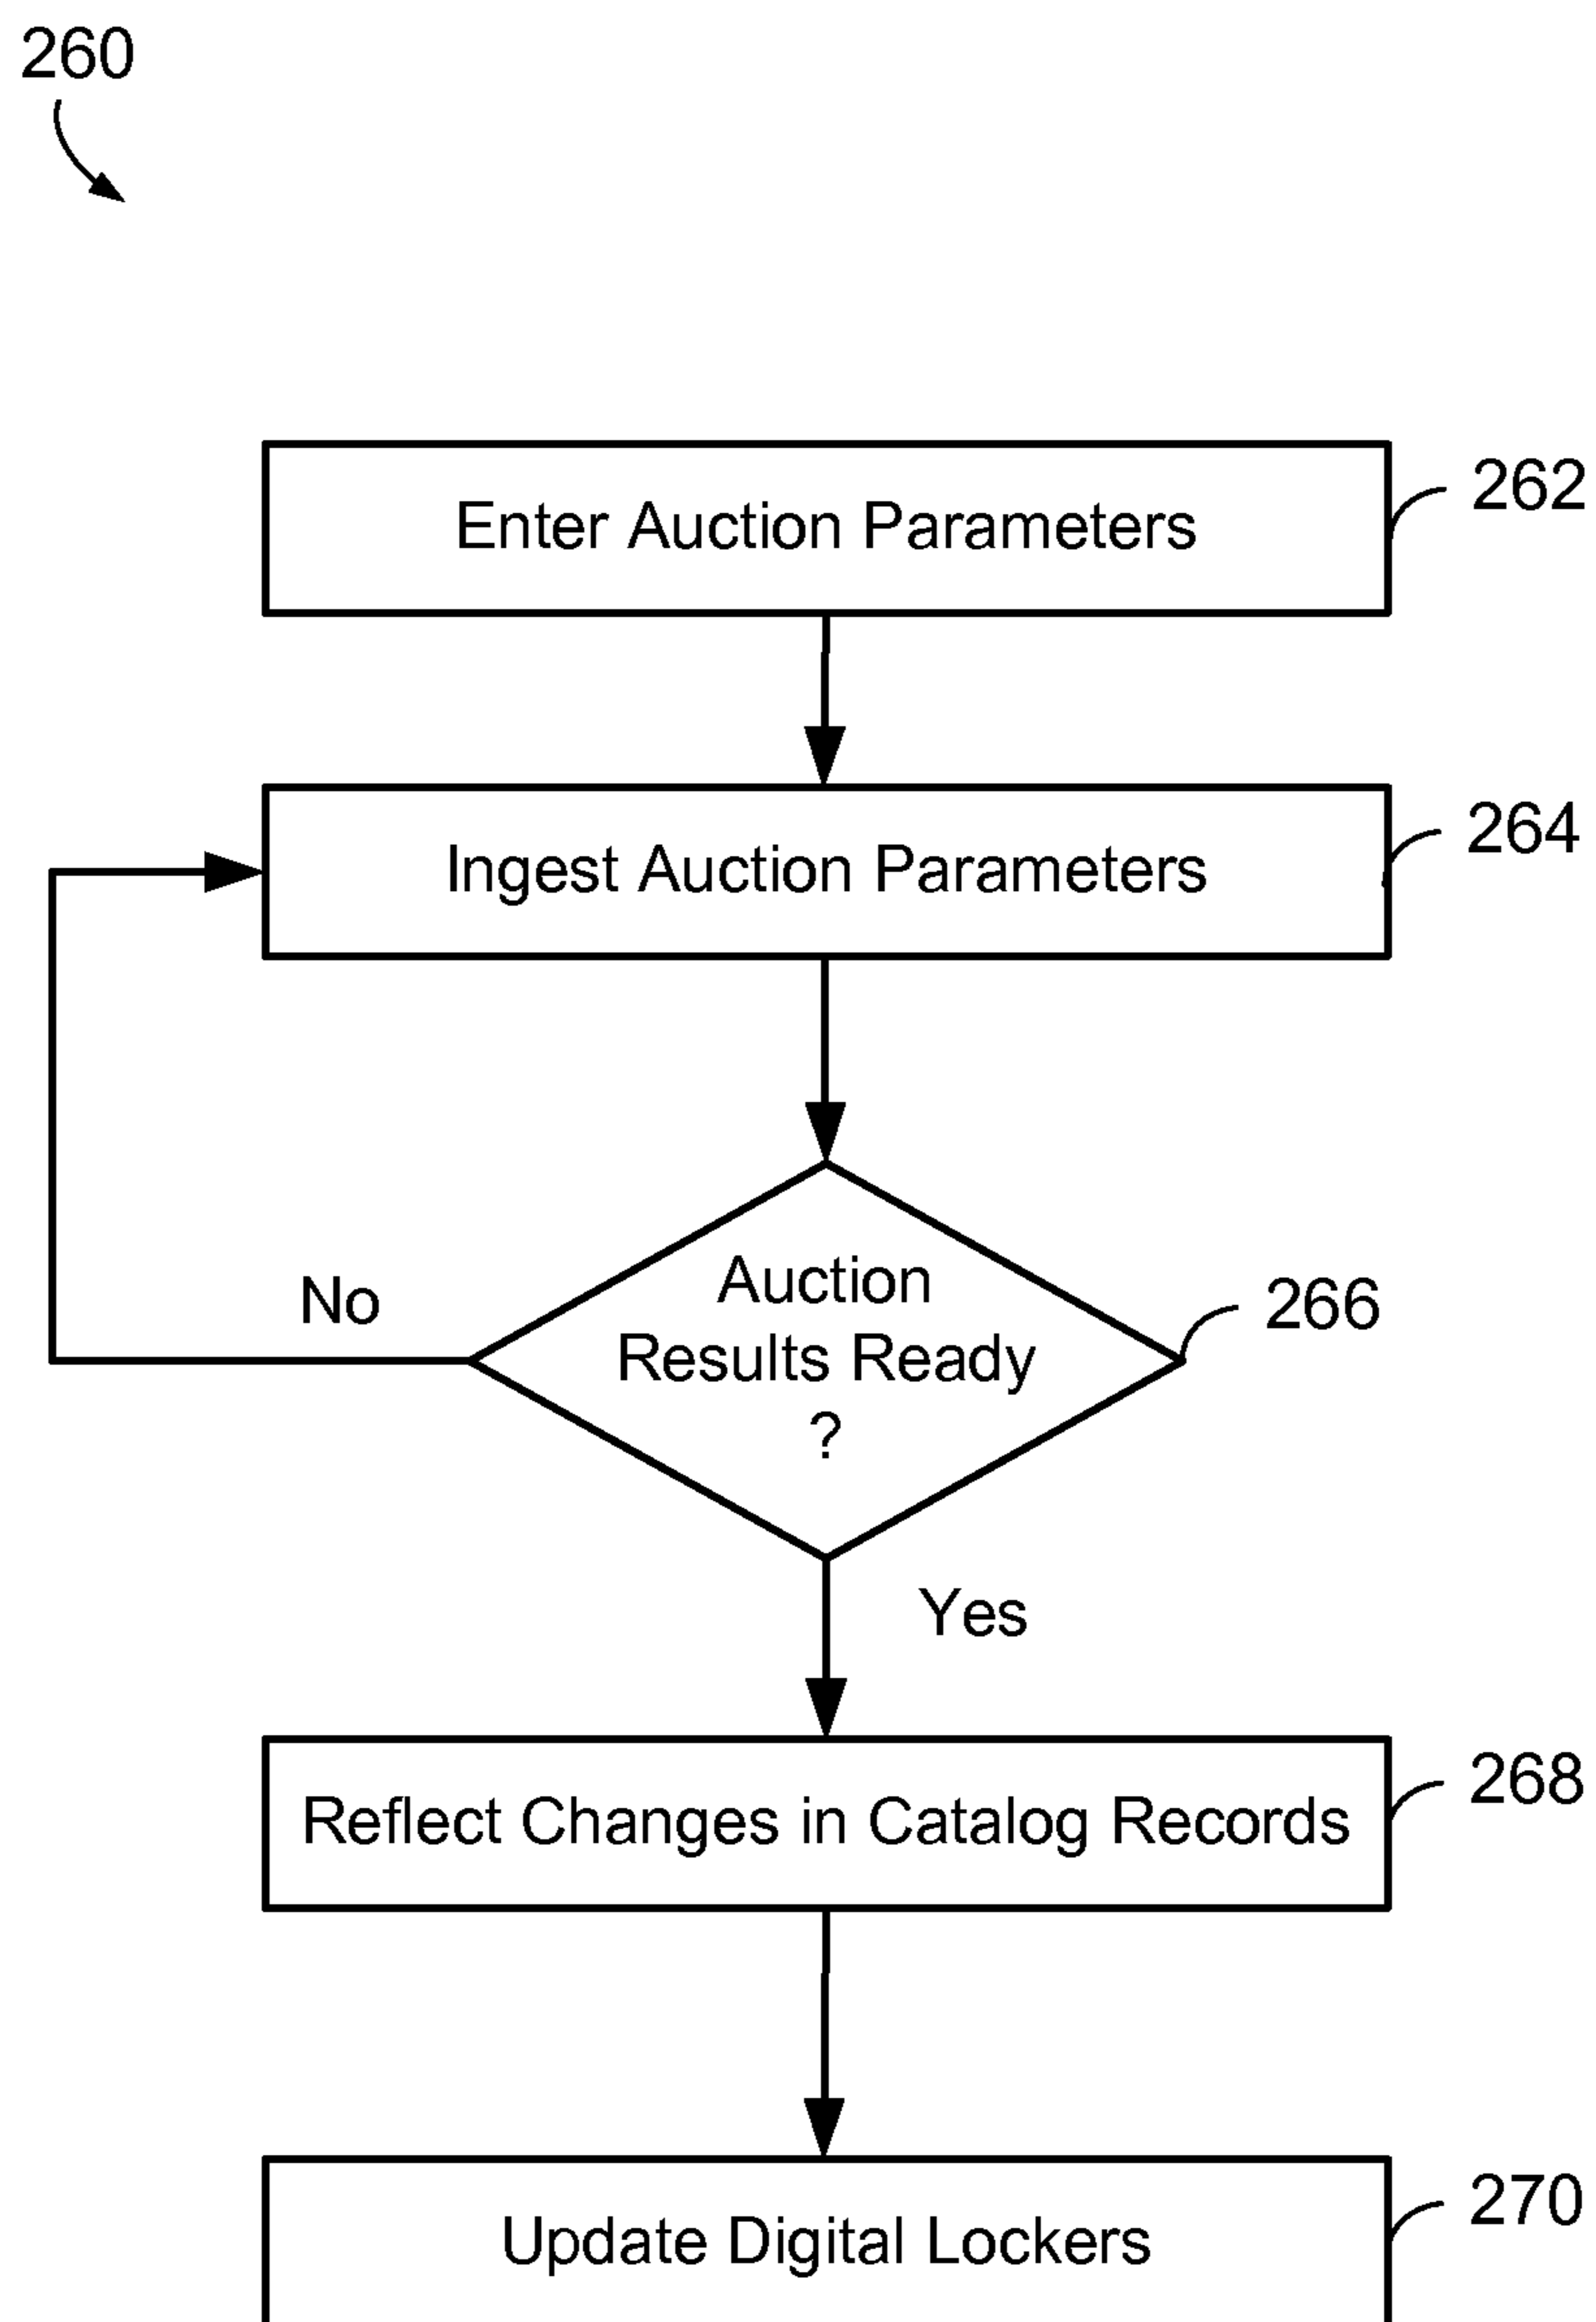 260
Enter Auction Parameters
262
Ingest Auction Parameters
264
Auction
Results Ready
?
266
No
Yes
Reflect Changes in Catalog Records
268
Update Digital Lockers
270